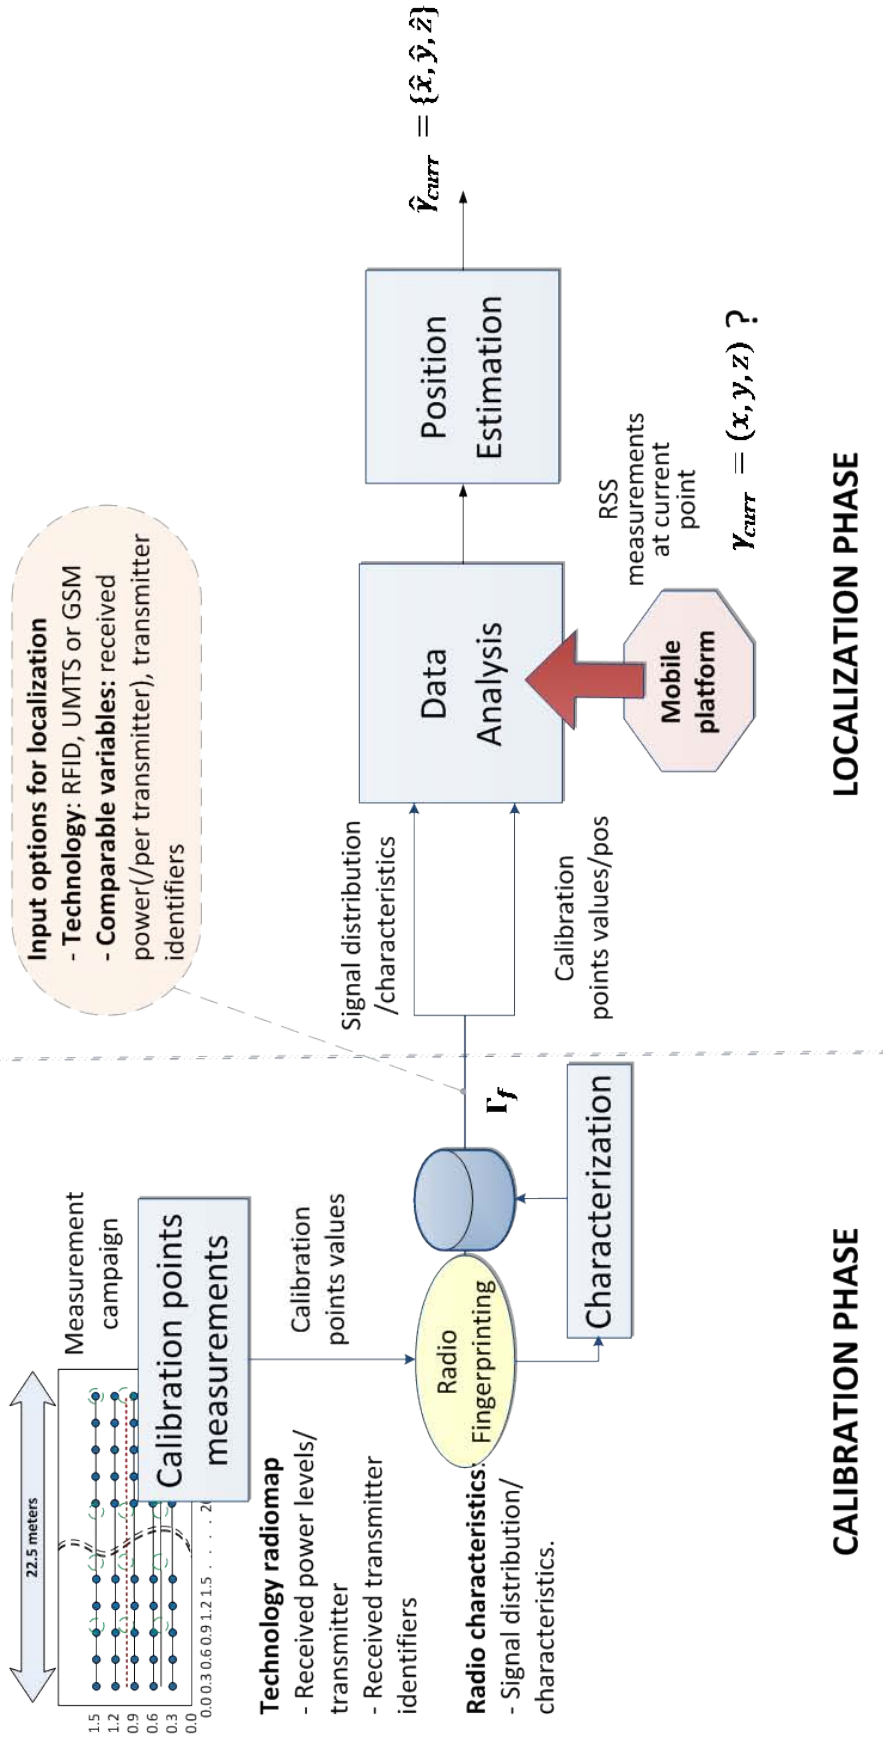 22.5 meters
1.5
1.2
0.9
0.6
0.3
0.0
0.0 0.3 0.6 0.9 1.2 1.5 . . . . . 20
Measurement
campaign
Calibration points
measurements
Technology radiomap
- Received power levels/
transmitter
- Received transmitter
identifiers
Calibration
points values
Radio characteristics:
- Signal distribution/
characteristics.
Radio
Fingerprinting
Characterization
Γf
CALIBRATION PHASE
Input options for localization
- Technology: RFID, UMTS or GSM
- Comparable variables: received
power(/per transmitter), transmitter
identifiers
Signal distribution
/characteristics
Calibration
points values/pos
Data
Analysis
Mobile
platform
RSS
measurements
at current
point
γcurr = (x, y, z) ?
Position
Estimation
γ̂curr = {x̂, ŷ, ẑ}
LOCALIZATION PHASE